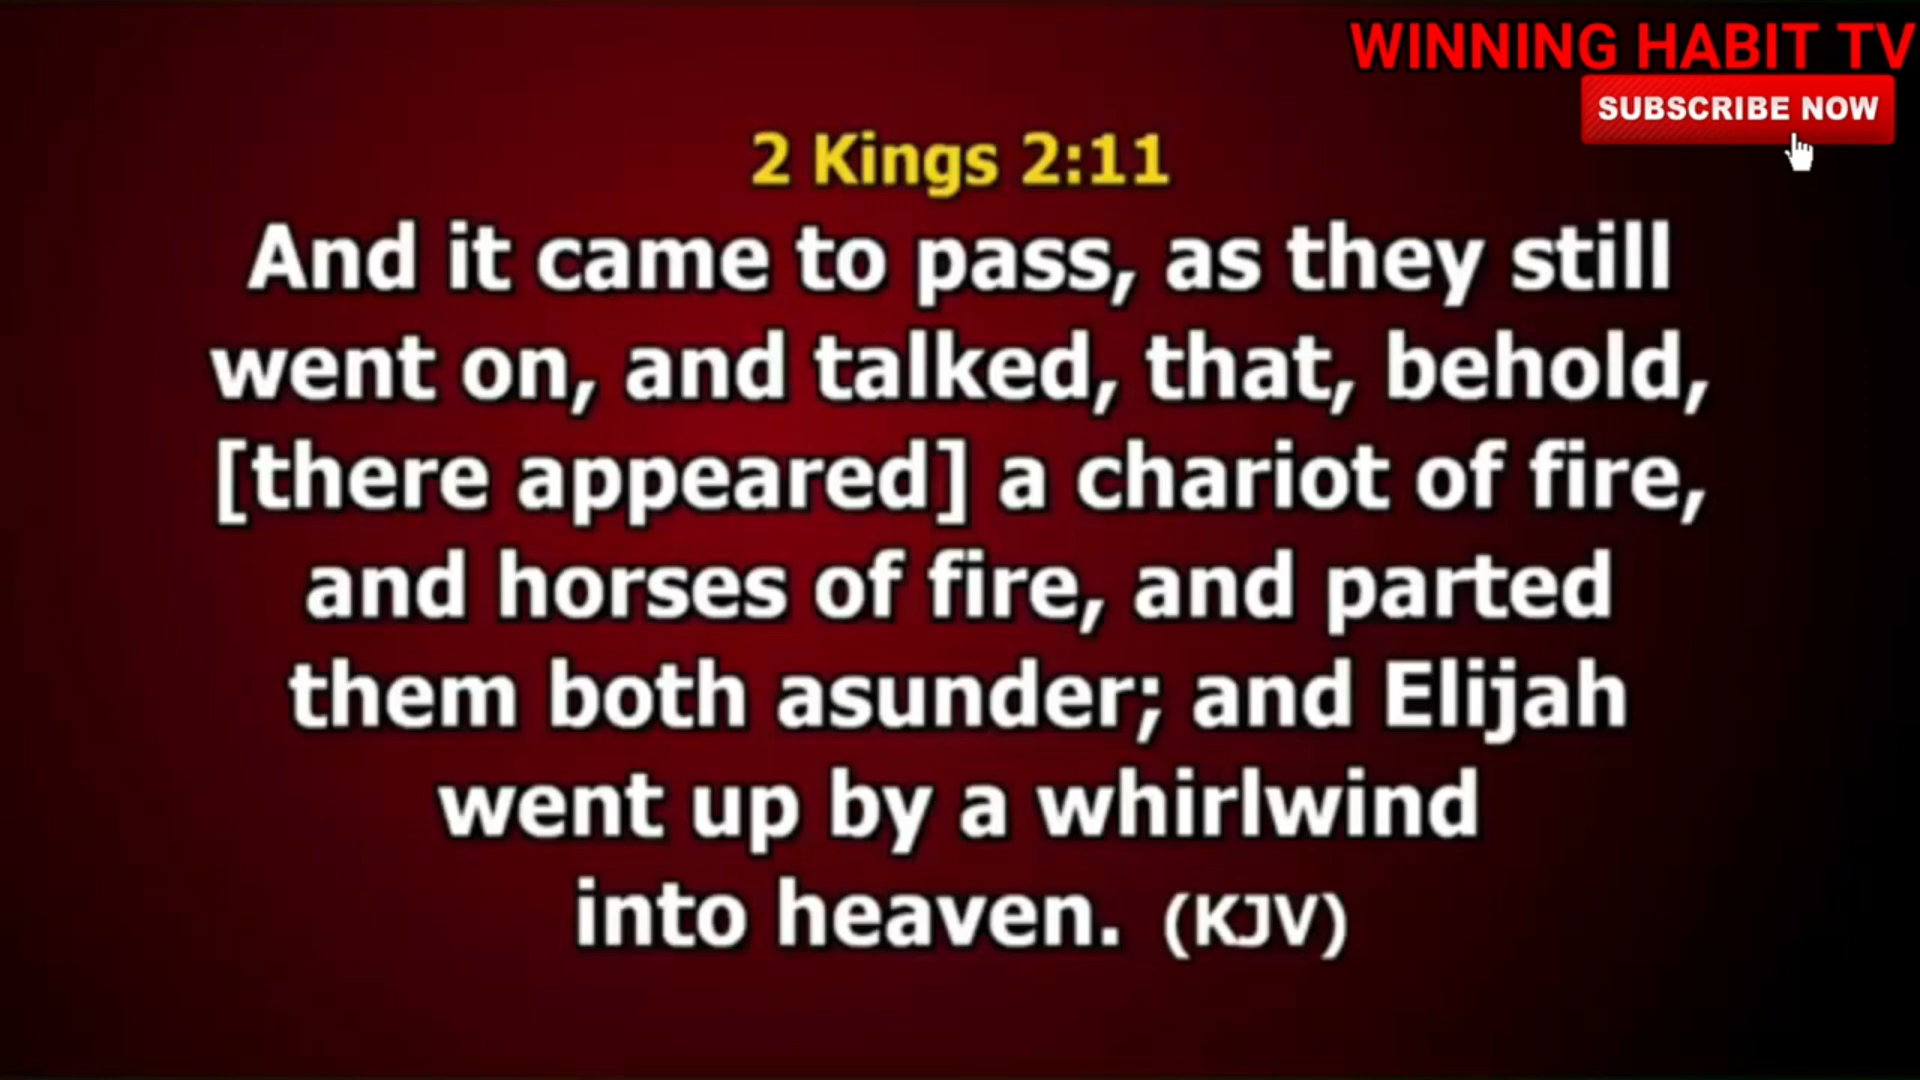 WINNING HABIT TV
SUBSCRIBE NOW
2 Kings 2:11
And it came to pass, as they still
went on, and talked, that, behold,
[there appeared] a chariot of fire,
and horses of fire, and parted
them both asunder; and Elijah
went up by a whirlwind
into heaven. (KJV)